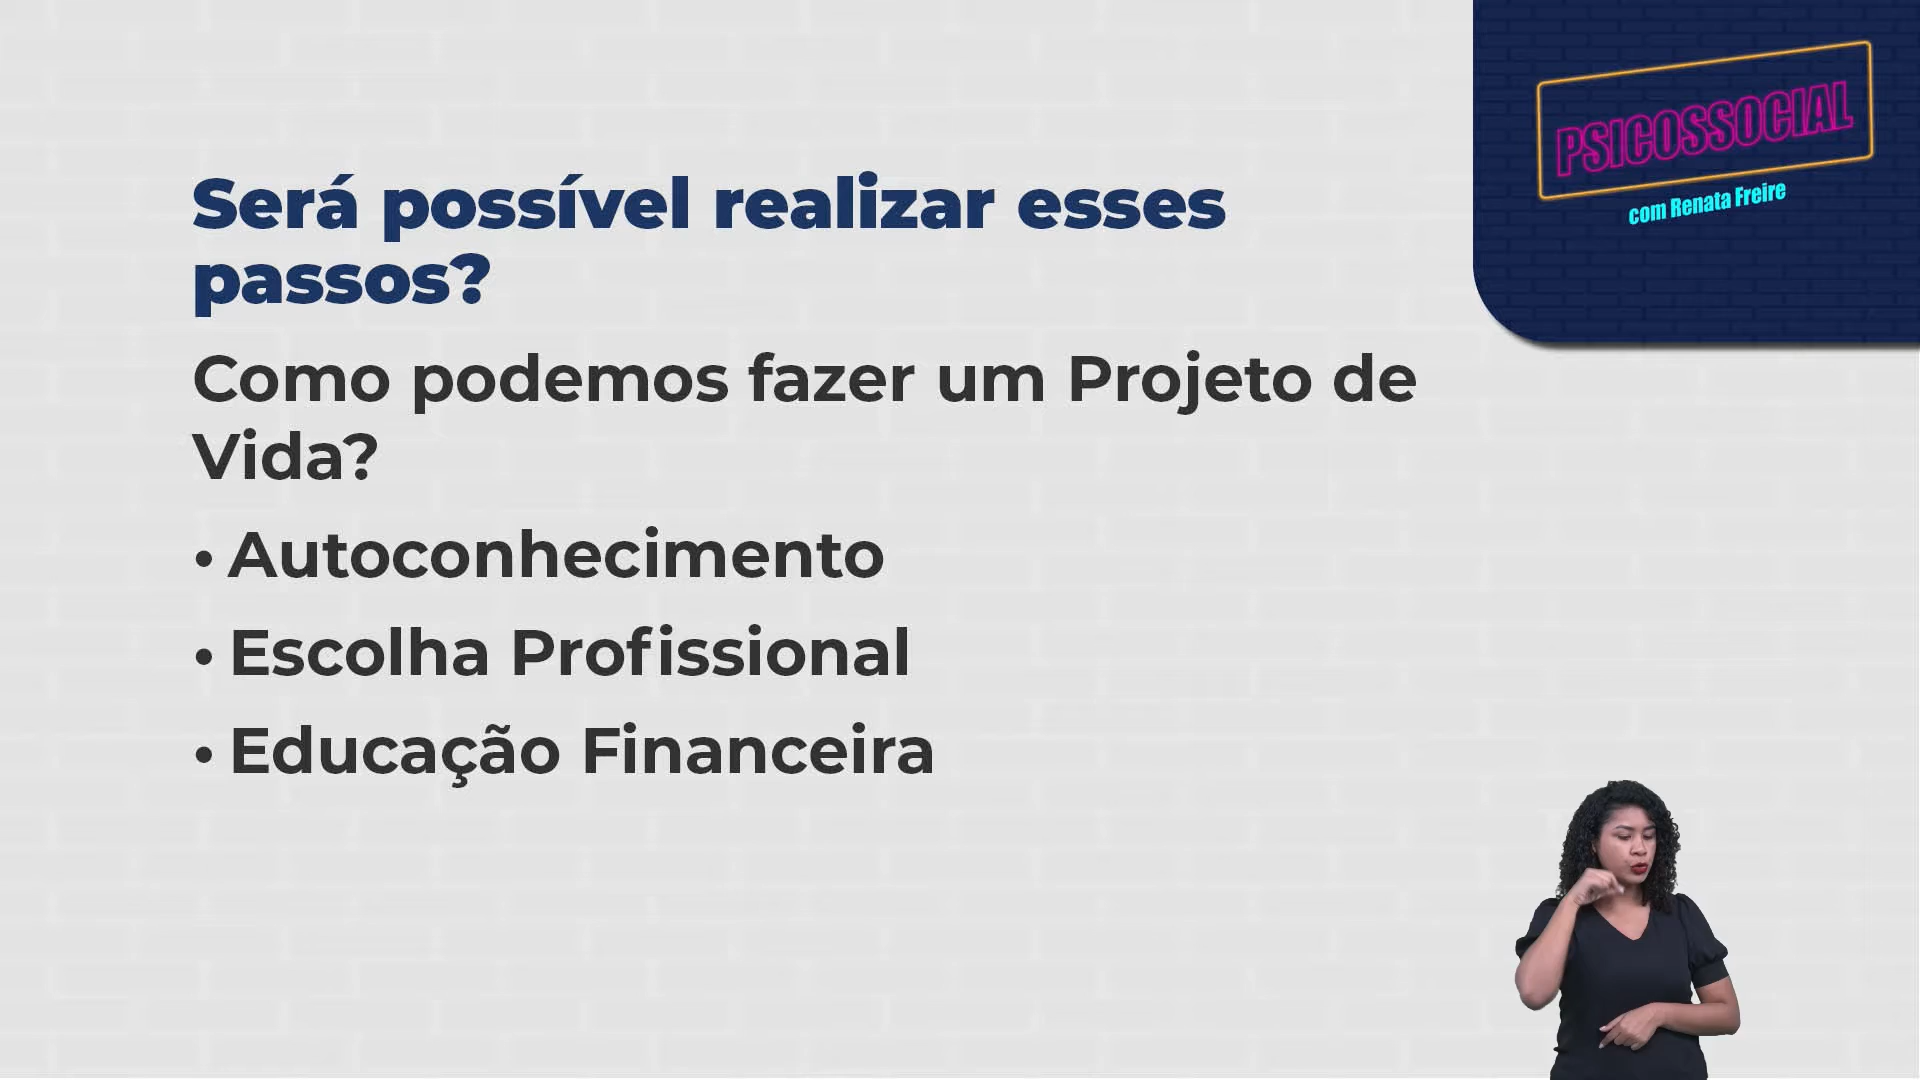 PSICOSSOCIAL
com Renata Freire
Será possível realizar esses
passos?
Como podemos fazer um Projeto de
Vida?
• Autoconhecimento
• Escolha Profissional
• Educação Financeira